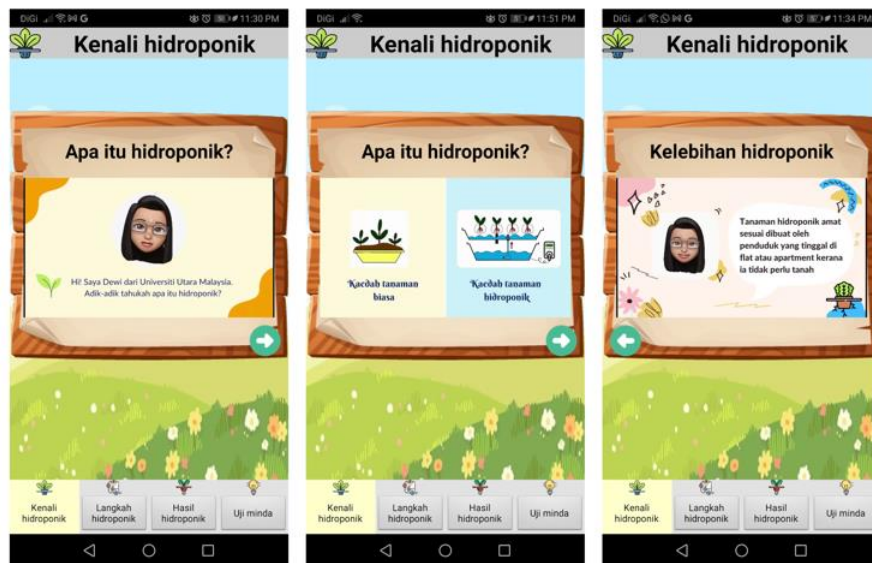 DiGi 11:30 PM
Kenali hidroponik
Apa itu hidroponik?
Hi! Saya Dewi dari Universiti Utara Malaysia.
Adik-adik tahukah apa itu hidroponik?
Kenali
hidroponik
Langkah
hidroponik
Hasil
hidroponik
Uji minda
DiGi 11:51 PM
Kenali hidroponik
Apa itu hidroponik?
Kaedah tanaman
biasa
Kaedah tanaman
hidroponik
Kenali
hidroponik
Langkah
hidroponik
Hasil
hidroponik
Uji minda
DiGi 11:34 PM
Kenali hidroponik
Kelebihan hidroponik
Tanaman hidroponik amat
sesuai dibuat oleh
penduduk yang tinggal di
flat atau apartment kerana
ia tidak perlu tanah
Kenali
hidroponik
Langkah
hidroponik
Hasil
hidroponik
Uji minda